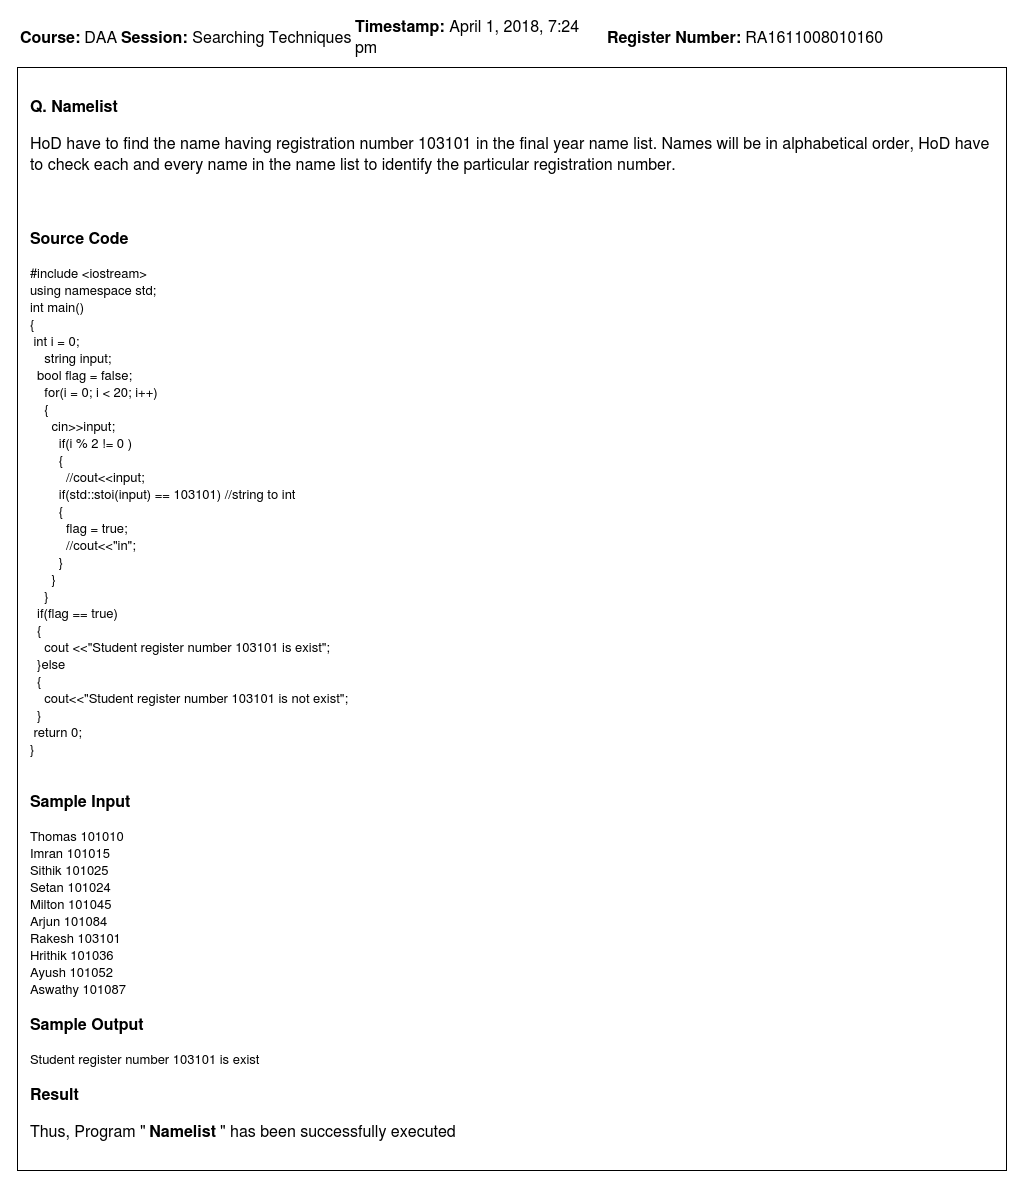 Course: DAA Session: Searching Techniques Timestamp: April 1, 2018, 7:24 pm Register Number: RA1611008010160
Q. Namelist
HoD have to find the name having registration number 103101 in the final year name list. Names will be in alphabetical order, HoD have
to check each and every name in the name list to identify the particular registration number.
Source Code
#include <iostream>
using namespace std;
int main()
{
int i = 0;
string input;
bool flag = false;
for(i = 0; i < 20; i++)
{
cin>>input;
if(i % 2 != 0 )
{
//cout<<input;
if(std::stoi(input) == 103101) //string to int
{
flag = true;
//cout<<"in";
}
}
}
if(flag == true)
{
cout <<"Student register number 103101 is exist";
}else
{
cout<<"Student register number 103101 is not exist";
}
return 0;
}
Sample Input
Thomas 101010
Imran 101015
Sithik 101025
Setan 101024
Milton 101045
Arjun 101084
Rakesh 103101
Hrithik 101036
Ayush 101052
Aswathy 101087
Sample Output
Student register number 103101 is exist
Result
Thus, Program " Namelist " has been successfully executed